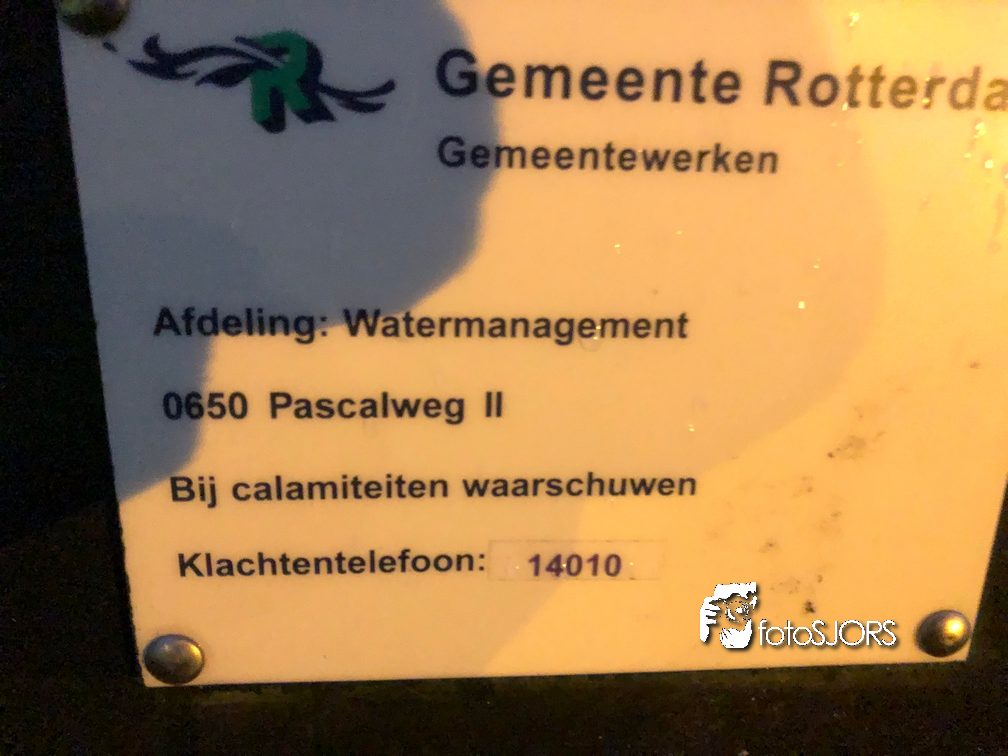 R
Gemeente Rotterda
Gemeentewerken
Afdeling: Watermanagement
0650 Pascalweg II
Bij calamiteiten waarschuwen
Klachtentelefoon: 14010
fotoSJORS